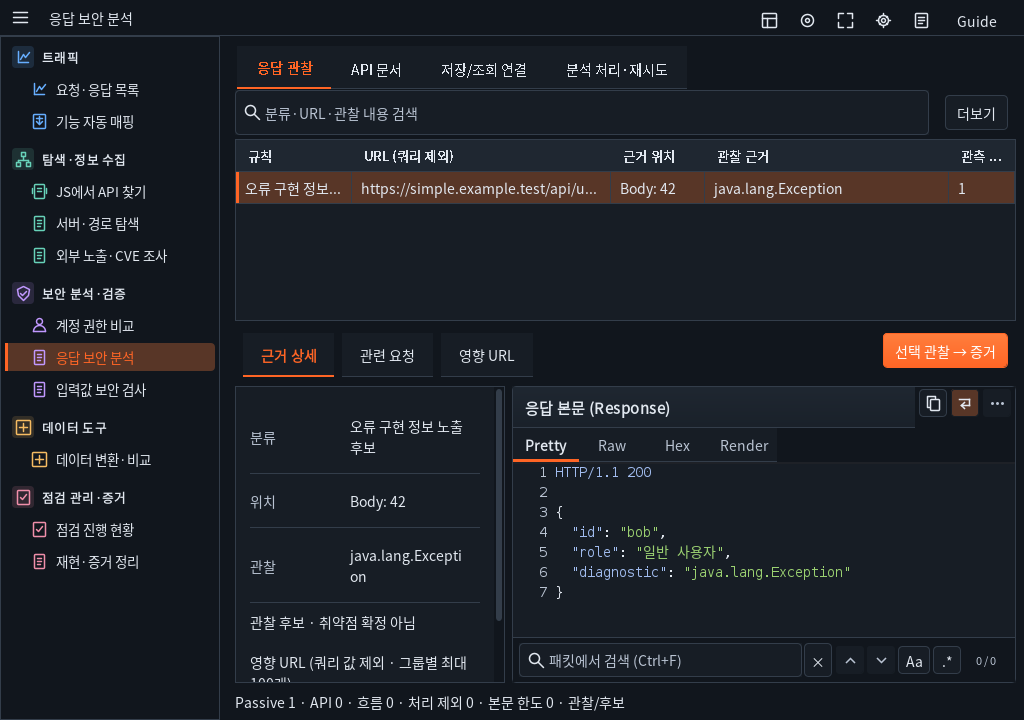 응답 보안 분석
Guide
트래픽
요청·응답 목록
기능 자동 매핑
탐색·정보 수집
JS에서 API 찾기
서버·경로 탐색
외부 노출·CVE 조사
보안 분석·검증
계정 권한 비교
응답 보안 분석
입력값 보안 검사
데이터 도구
데이터 변환·비교
점검 관리·증거
점검 진행 현황
재현·증거 정리
응답 관찰
API 문서
저장/조회 연결
분석 처리·재시도
분류·URL·관찰 내용 검색
더보기
규칙
URL (쿼리 제외)
근거 위치
관찰 근거
관측 ...
오류 구현 정보...
https://simple.example.test/api/u...
Body: 42
java.lang.Exception
1
근거 상세
관련 요청
영향 URL
선택 관찰 → 증거
분류
오류 구현 정보 노출
후보
위치
Body: 42
관찰
java.lang.Excepti
on
관찰 후보 · 취약점 확정 아님
영향 URL (쿼리 값 제외 · 그룹별 최대
100개)
응답 본문 (Response)
Pretty
Raw
Hex
Render
1 HTTP/1.1 200
2
3 {
4 "id": "bob",
5 "role": "일반 사용자",
6 "diagnostic": "java.lang.Exception"
7 }
패킷에서 검색 (Ctrl+F)
Aa
.*
0/0
Passive 1 · API 0 · 흐름 0 · 처리 제외 0 · 본문 한도 0 · 관찰/후보